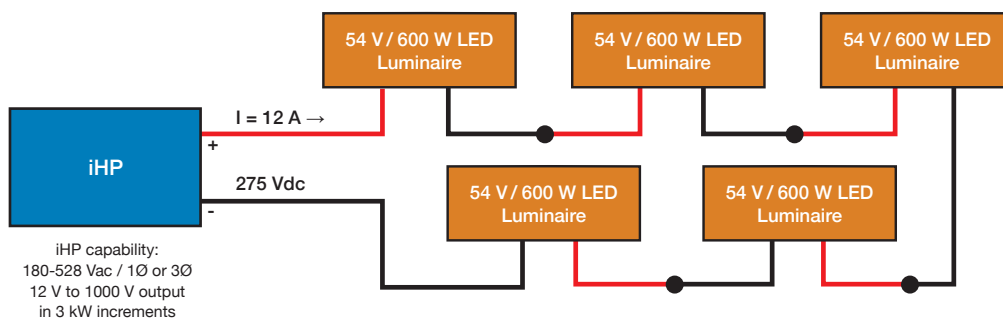 54 V / 600 W LED
Luminaire
54 V / 600 W LED
Luminaire
54 V / 600 W LED
Luminaire
I = 12 A →
+
iHP
275 Vdc
-
54 V / 600 W LED
Luminaire
54 V / 600 W LED
Luminaire
iHP capability:
180-528 Vac / 1Ø or 3Ø
12 V to 1000 V output
in 3 kW increments